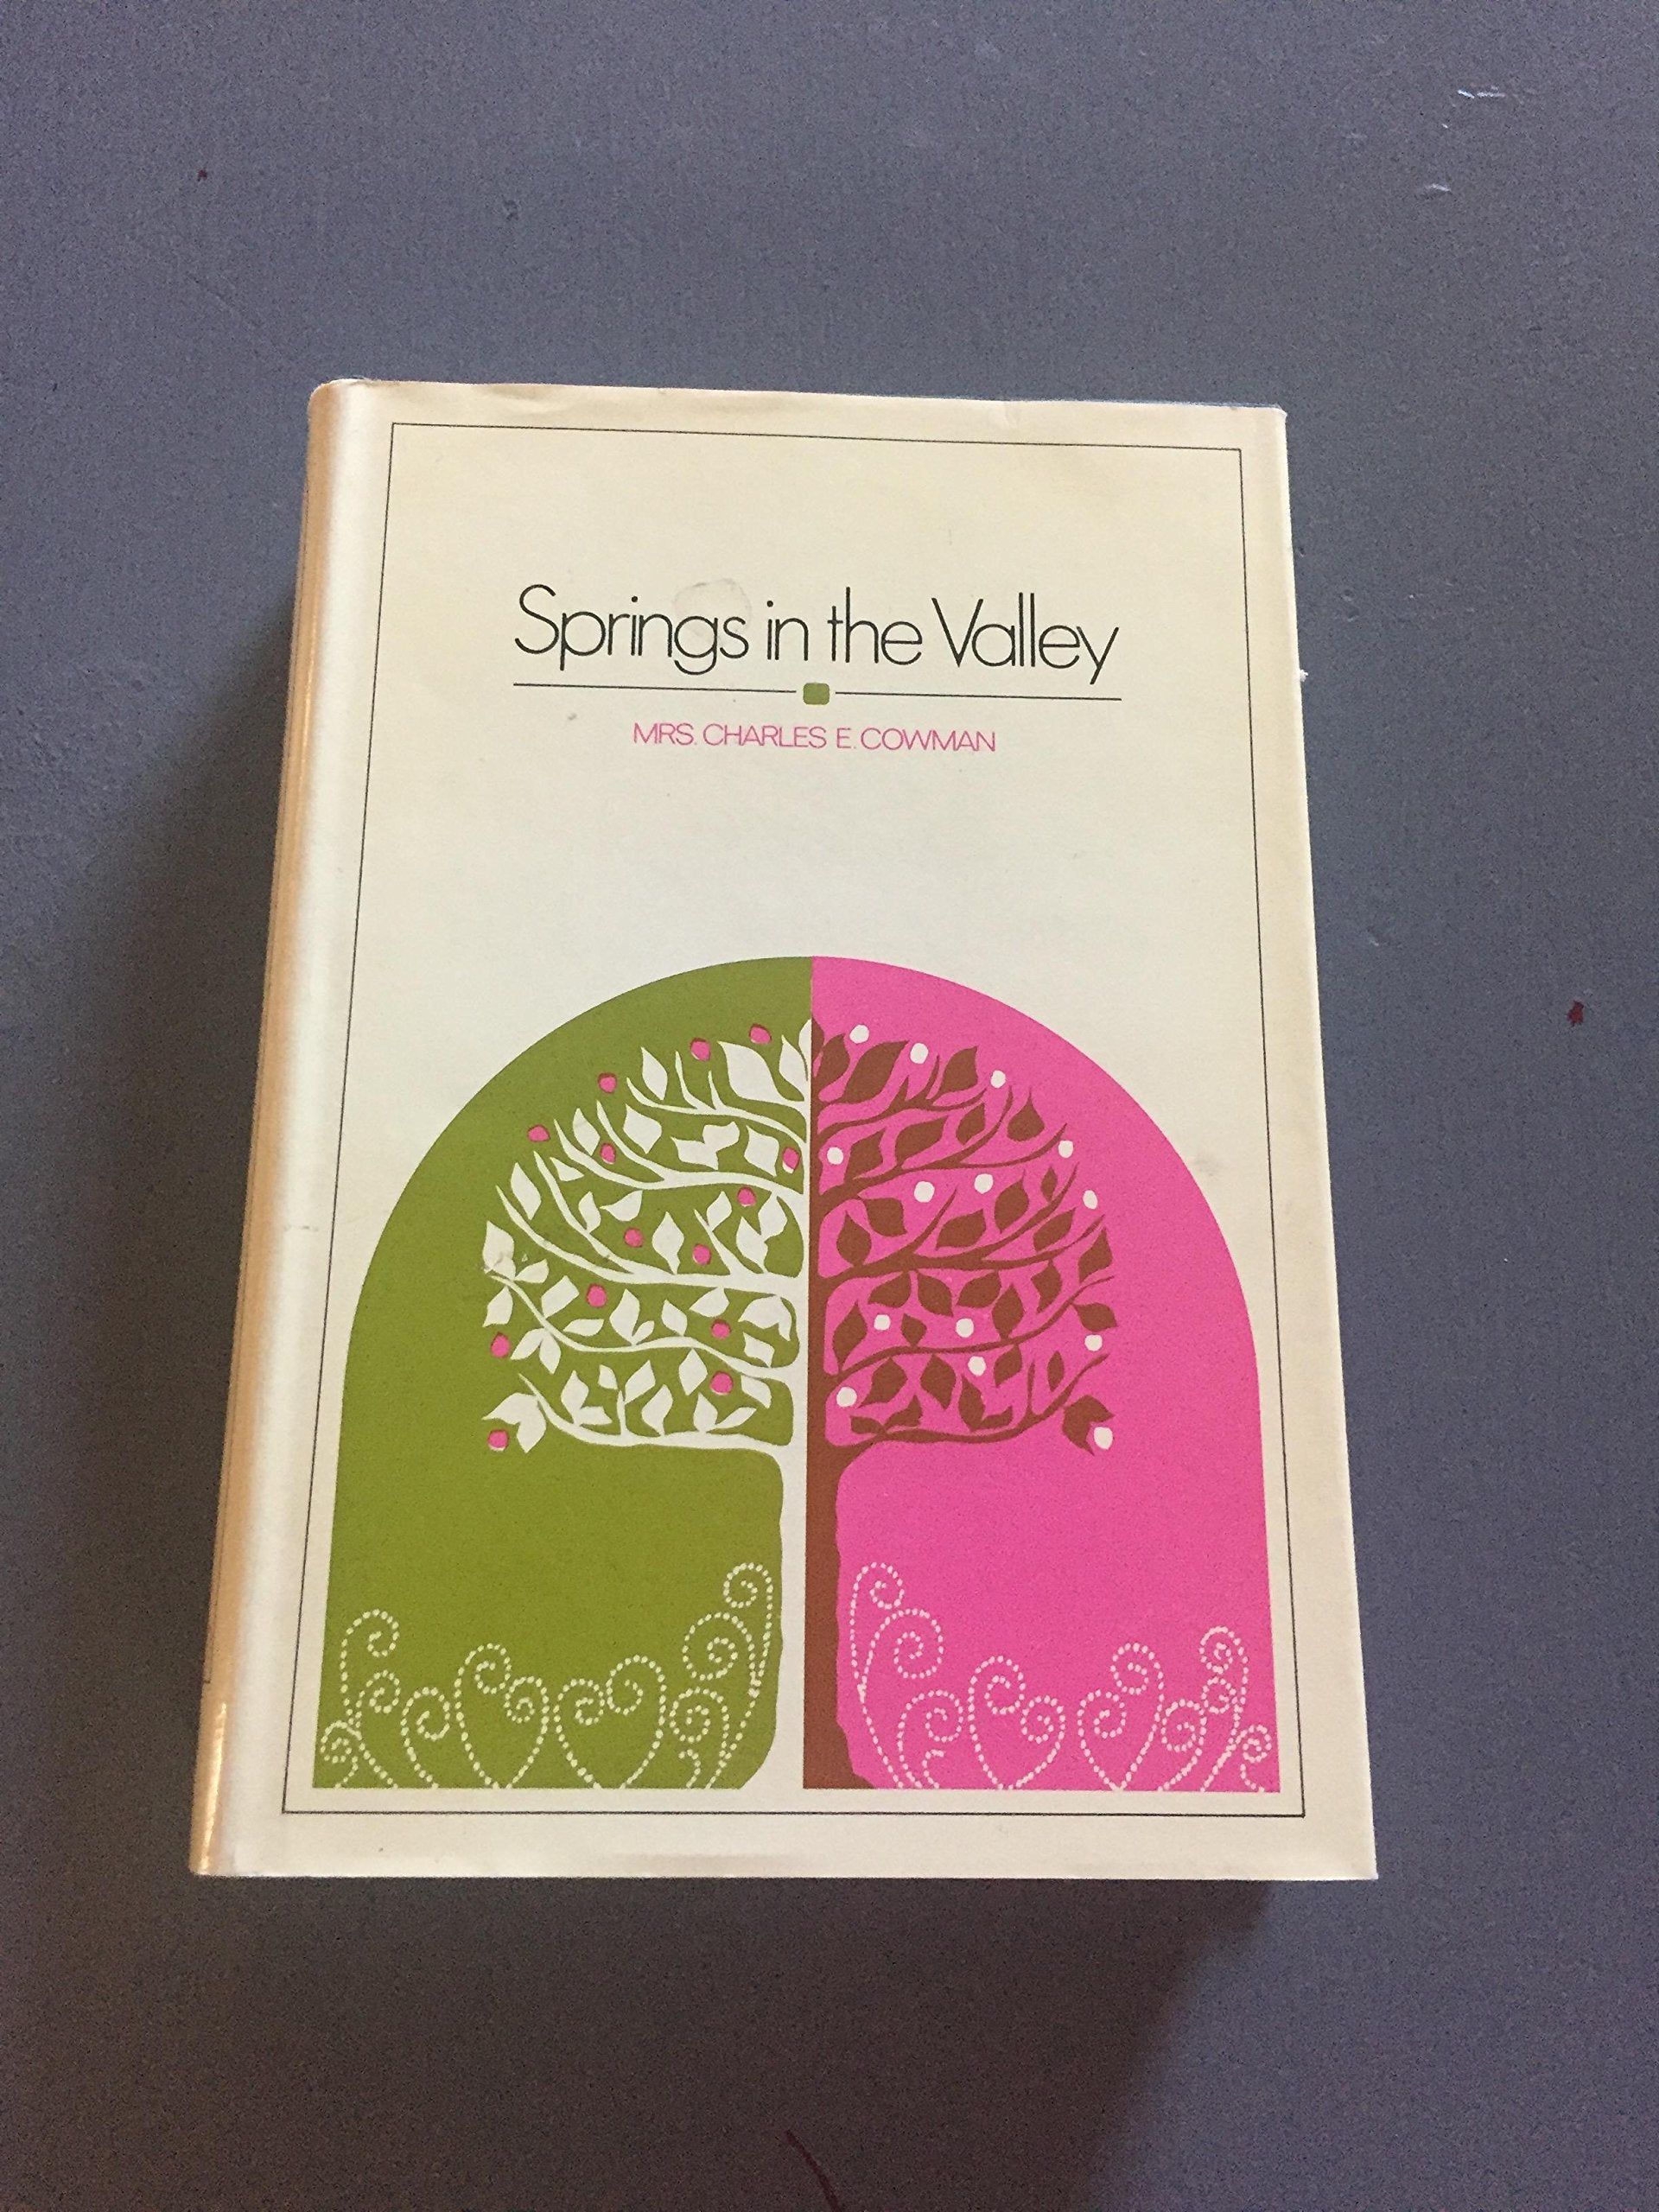 Springs in the Valley
MRS. CHARLES E. COWMAN